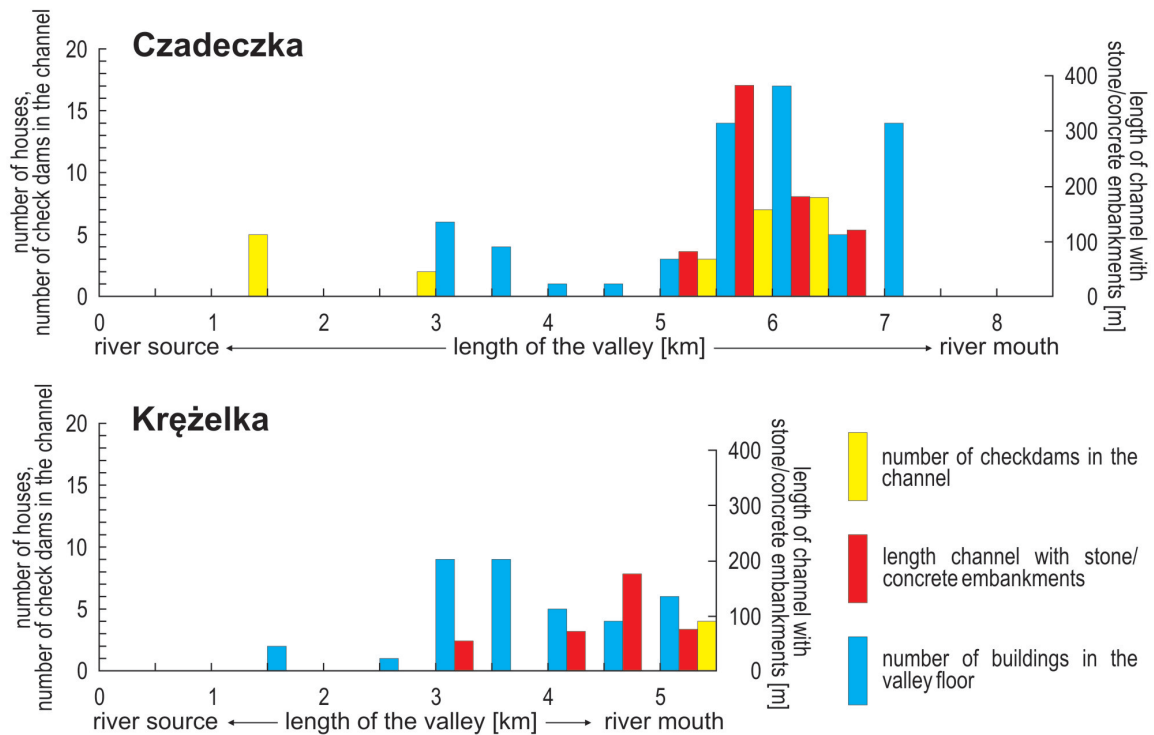 Czadeczka
number of houses,
number of check dams in the channel
20
15
10
5
0
400
300
200
100
0
length of channel with
stone/concrete embankments [m]
0 1 2 3 4 5 6 7 8
river source length of the valley [km] river mouth
Krężelka
number of houses,
number of check dams in the channel
20
15
10
5
0
400
300
200
100
0
length of channel with
stone/concrete embankments [m]
0 1 2 3 4 5
river source length of the valley [km] river mouth
number of checkdams in the
channel
length channel with stone/
concrete embankments
number of buildings in the
valley floor